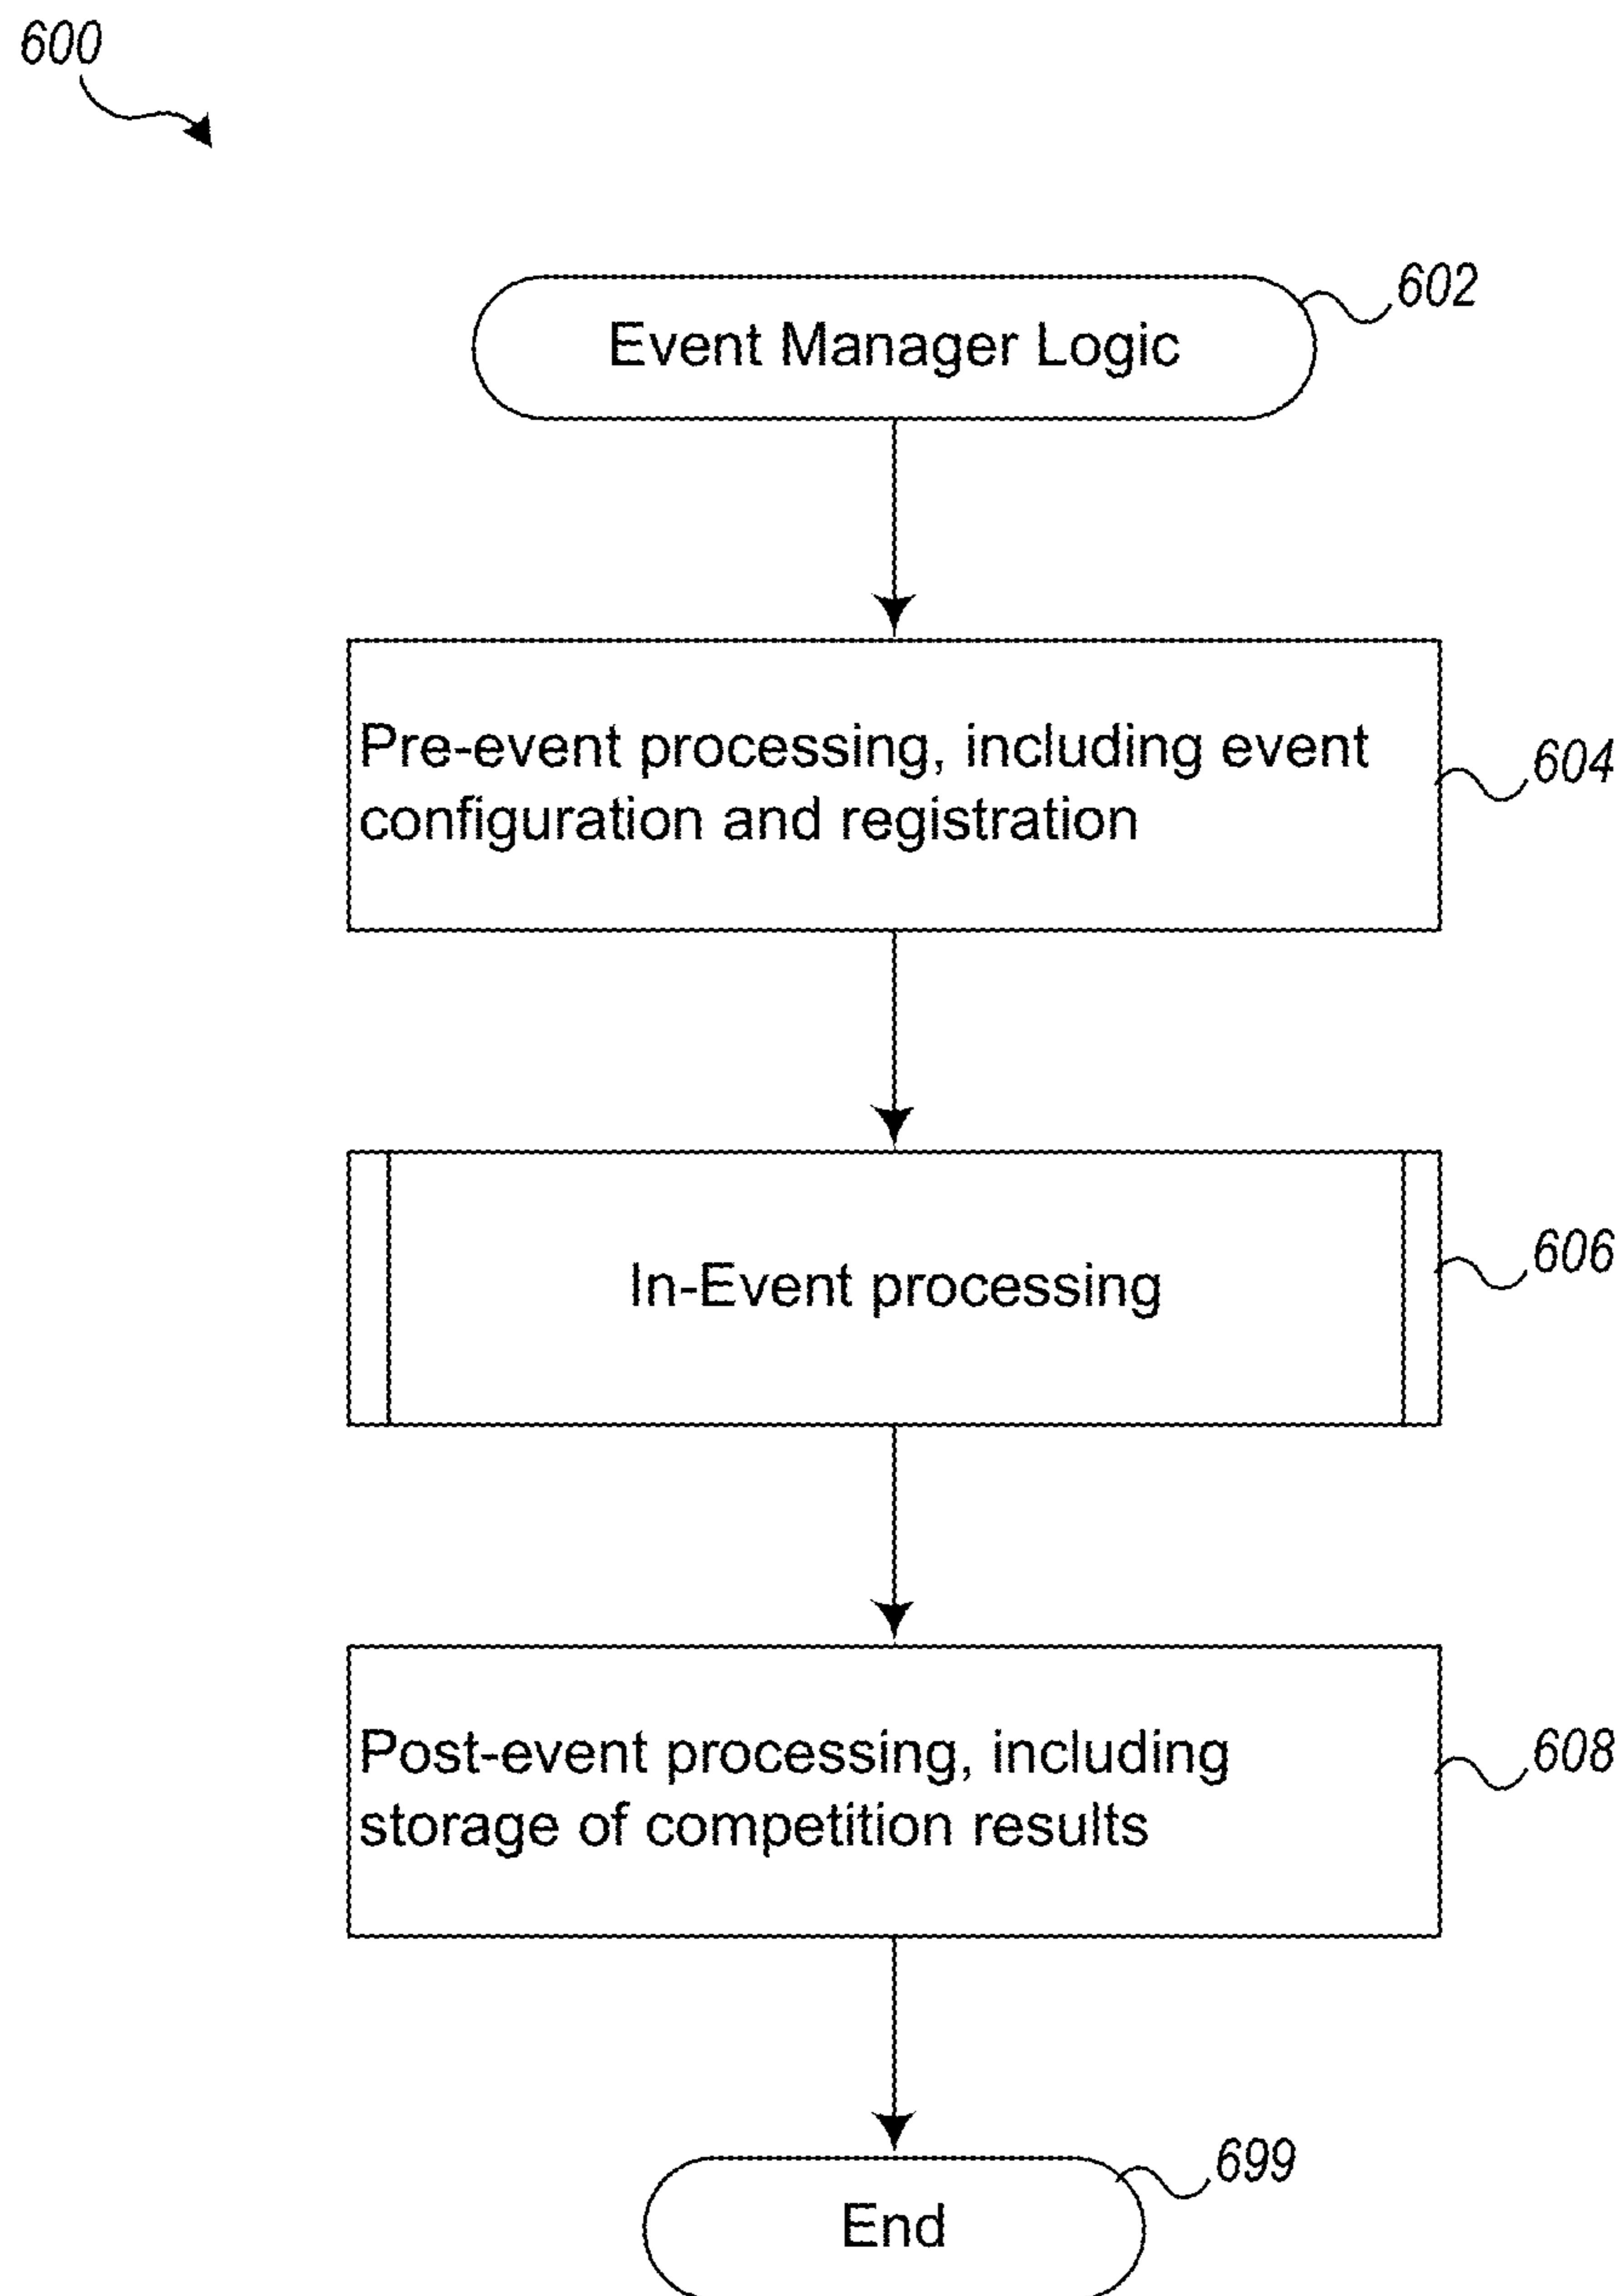 600
602
Event Manager Logic
Pre-event processing, including event
configuration and registration
604
In-Event processing
606
Post-event processing, including
storage of competition results
608
699
End